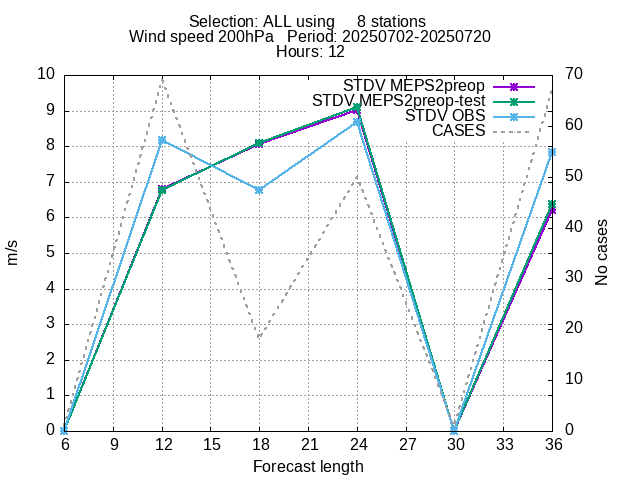 Selection: ALL using     8 stations
Wind speed 200hPa   Period: 20250702-20250720
Hours: 12
STDV MEPS2preop
STDV MEPS2preop-test
STDV OBS
CASES
10
9
8
7
6
5
4
3
2
1
0
m/s
70
60
50
40
30
20
10
0
No cases
6 9 12 15 18 21 24 27 30 33 36
Forecast length